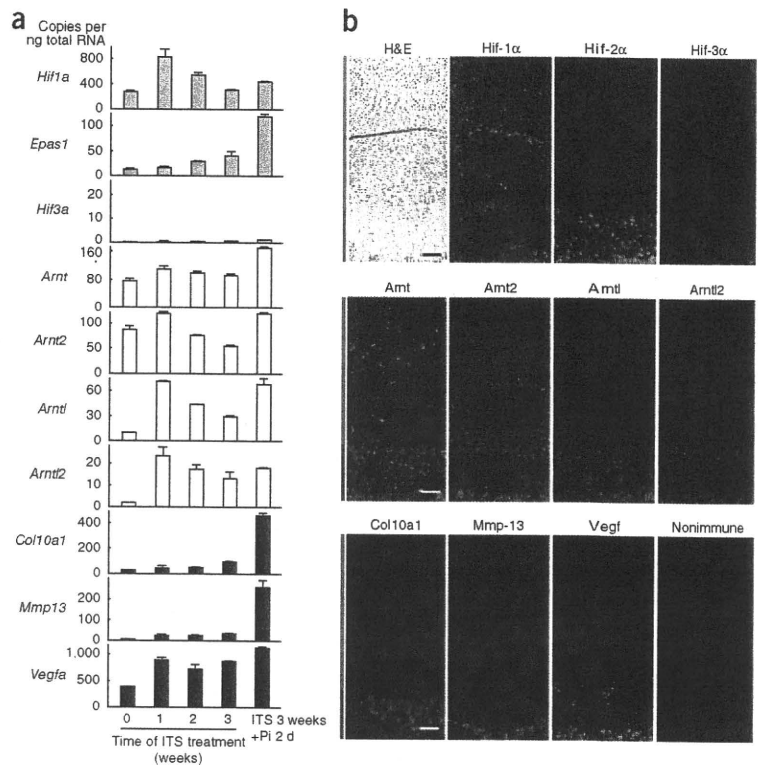 a
Copies per
ng total RNA
Hif1a
800
400
0
Epas1
100
50
0
Hif3a
20
10
0
Arnt
160
80
0
Arnt2
100
50
0
Arntl
60
30
0
Arntl2
20
10
0
Col10a1
400
200
0
Mmp13
200
100
0
Vegfa
1,000
500
0
0 1 2 3 ITS 3 weeks
+Pi 2 d
Time of ITS treatment
(weeks)
b
H&E Hif-1α Hif-2α Hif-3α
Arnt Arnt2 Arntl Arntl2
Col10a1 Mmp-13 Vegf Nonimmune